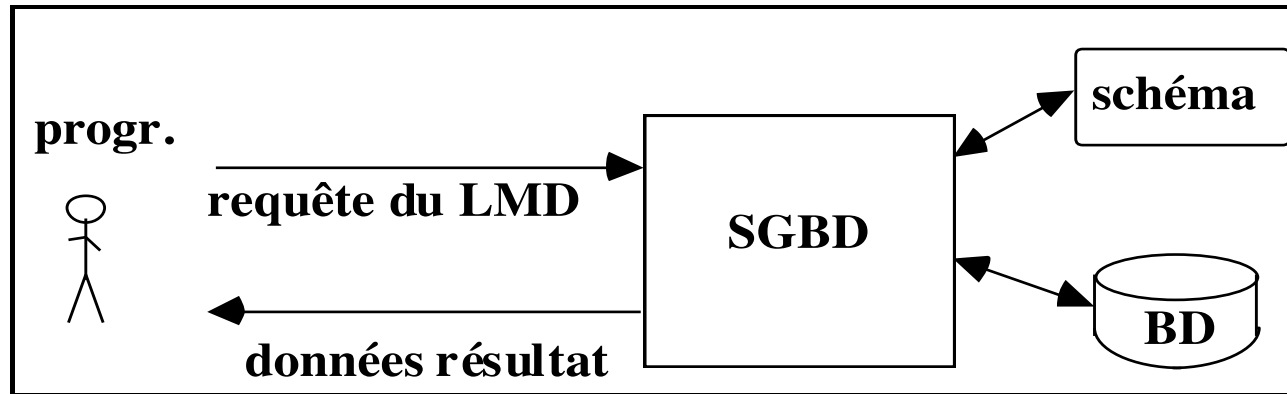 schéma
progr.
requête du LMD
SGBD
BD
données résultat